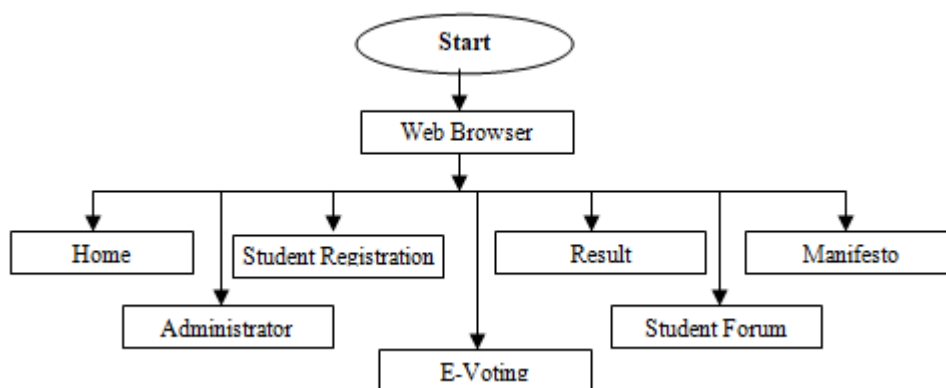 Start
Web Browser
Home
Student Registration
Result
Manifesto
Administrator
Student Forum
E-Voting